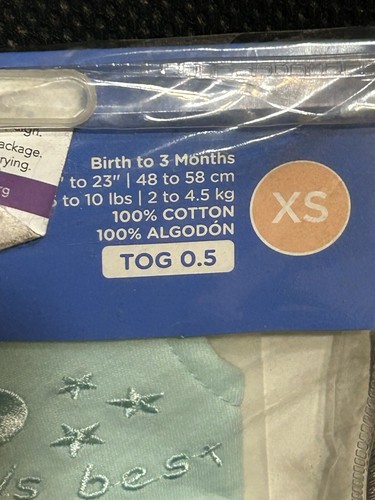 ackage.
rying.
rg
Birth to 3 Months
" to 23" | 48 to 58 cm
to 10 lbs | 2 to 4.5 kg
100% COTTON
100% ALGODÓN
TOG 0.5
XS
is best